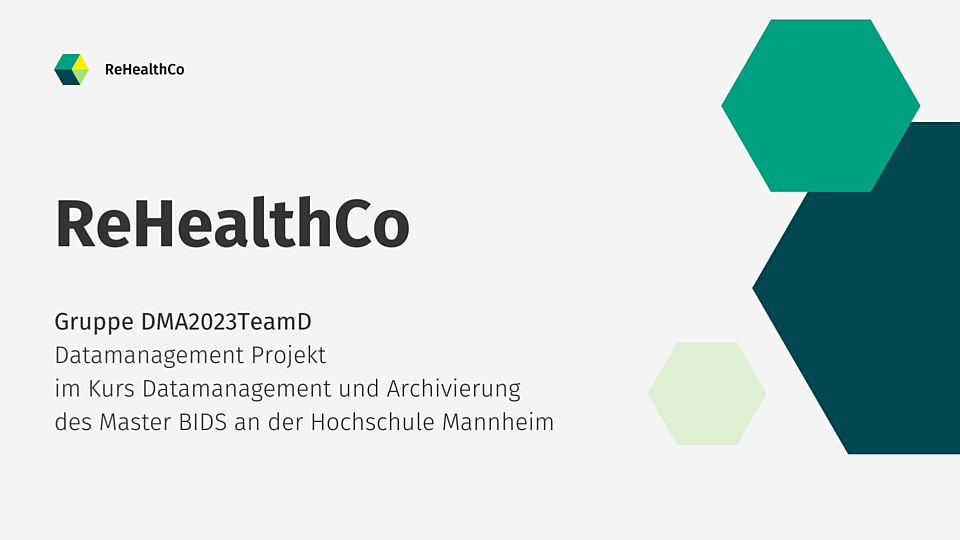 ReHealthCo
ReHealthCo
Gruppe DMA2023TeamD
Datamanagement Projekt
im Kurs Datamanagement und Archivierung
des Master BIDS an der Hochschule Mannheim